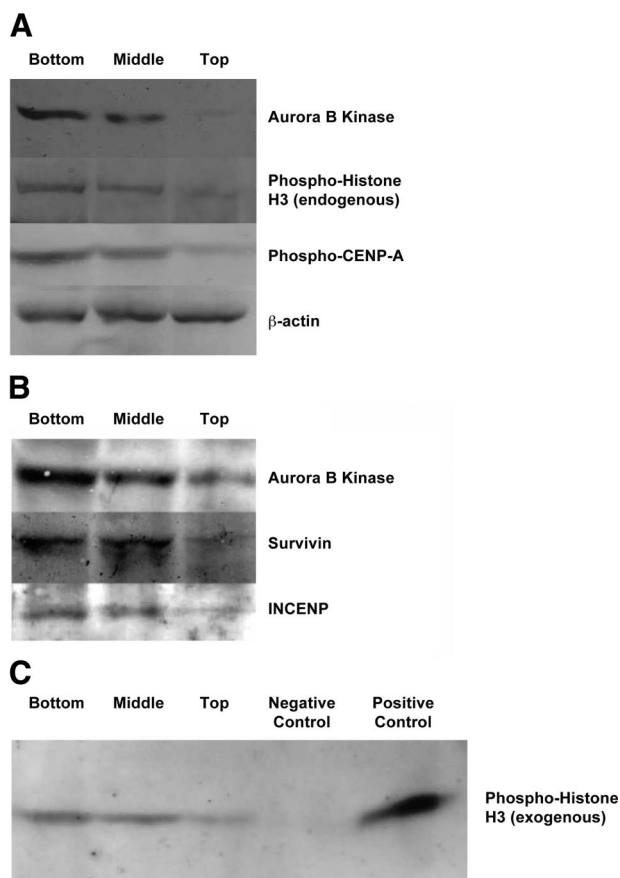 A
Bottom Middle Top
Aurora B Kinase
Phospho-Histone
H3 (endogenous)
Phospho-CENP-A
β-actin
B
Bottom Middle Top
Aurora B Kinase
Survivin
INCENP
C
Bottom Middle Top Negative Control Positive Control
Phospho-Histone
H3 (exogenous)